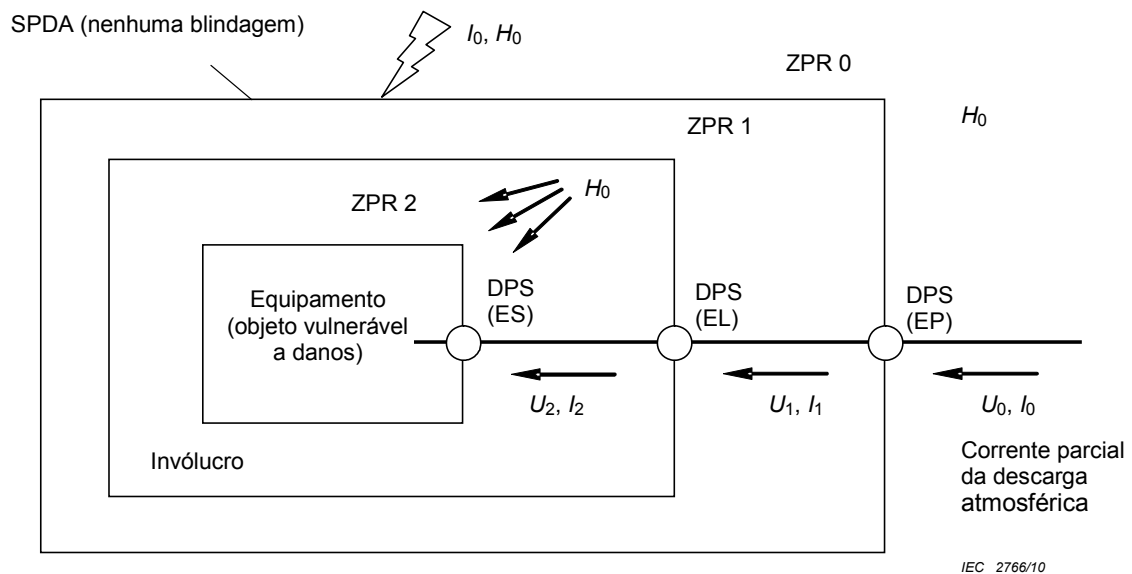 SPDA (nenhuma blindagem)
I0, H0
ZPR 0
H0
ZPR 1
ZPR 2
H0
Equipamento
(objeto vulnerável
a danos)
DPS
(ES)
DPS
(EL)
DPS
(EP)
U2, I2
U1, I1
U0, I0
Invólucro
Corrente parcial
da descarga
atmosférica
IEC 2766/10